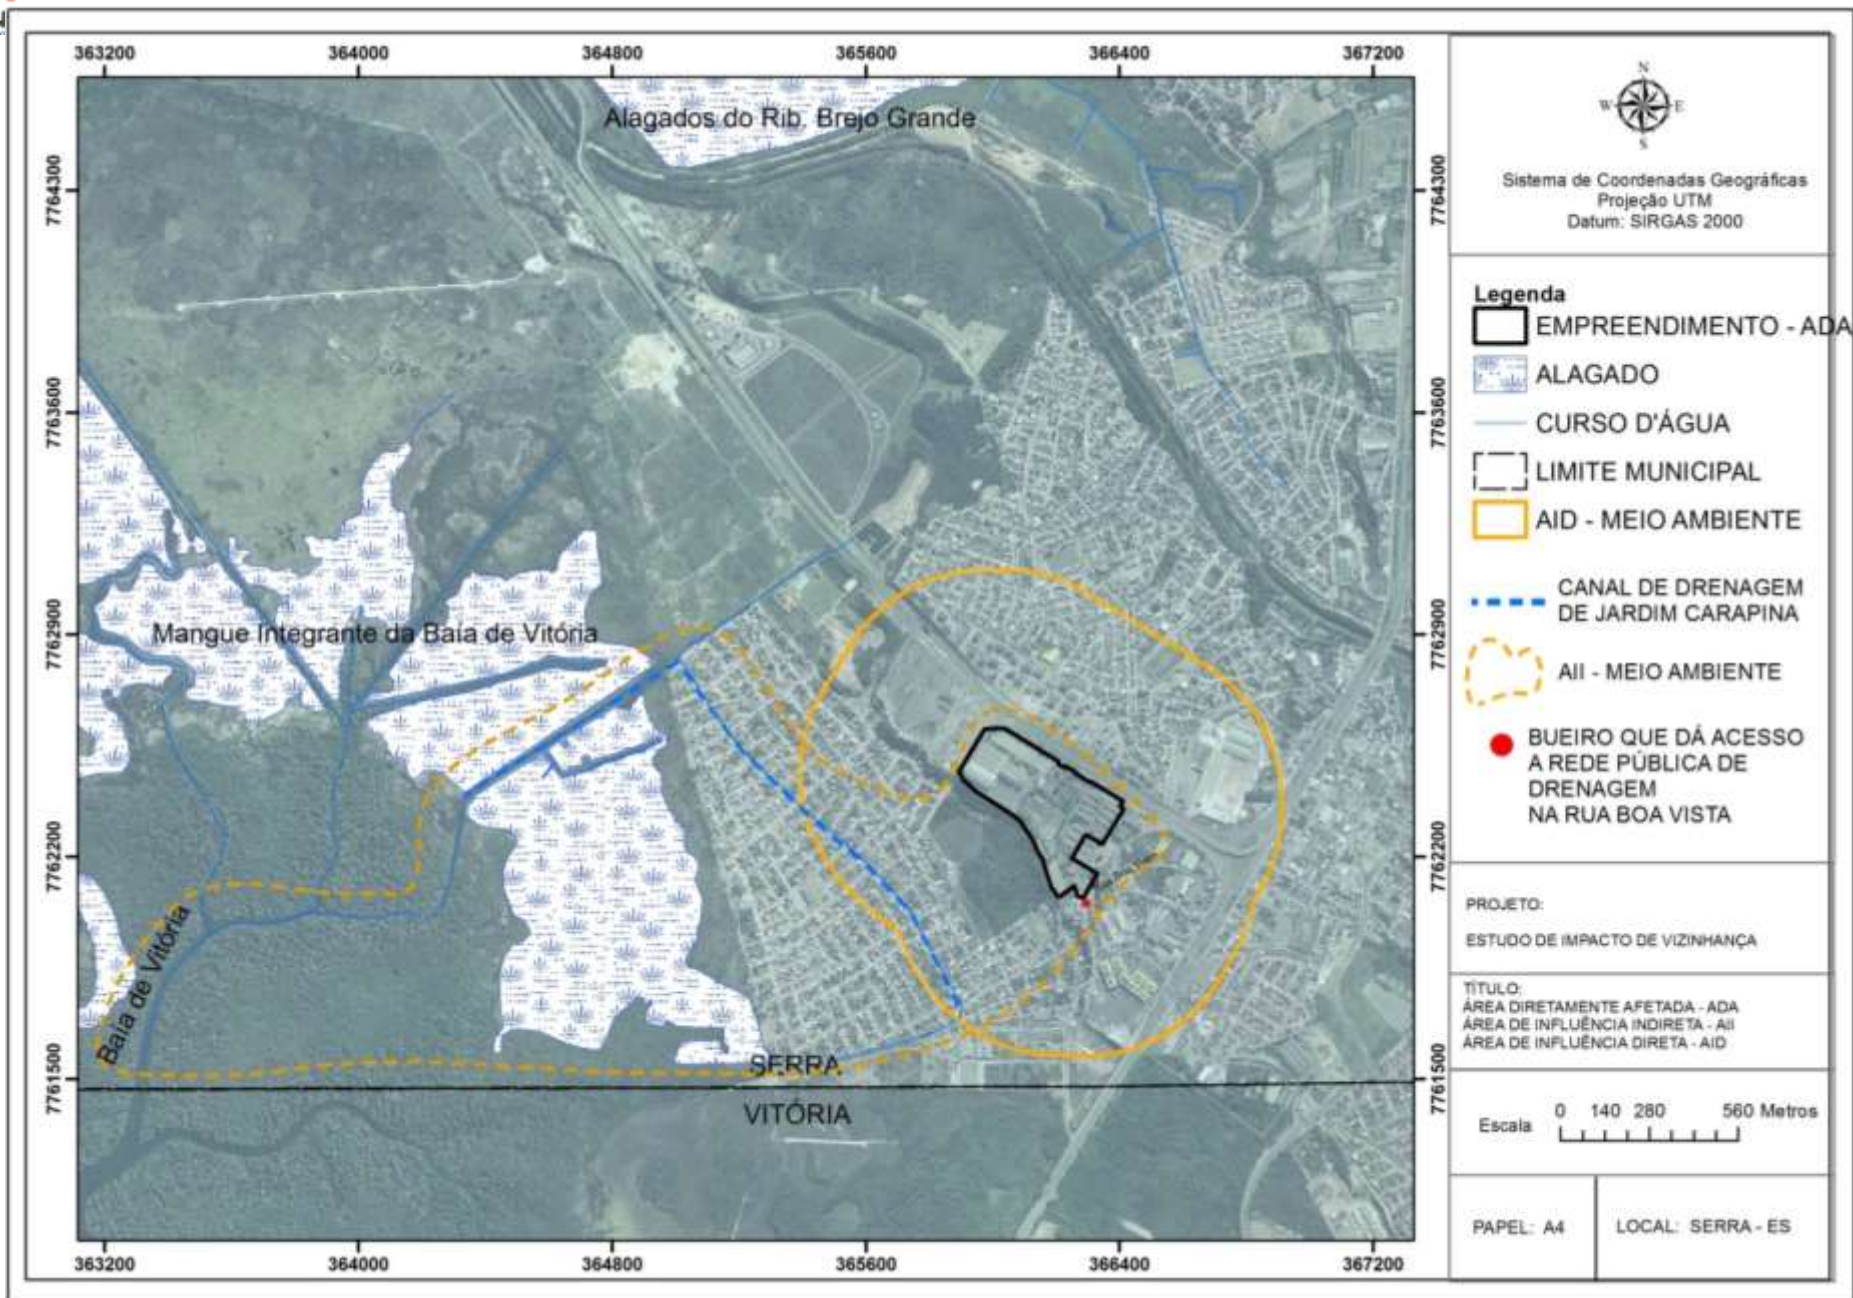 363200 364000 364800 365600 366400 367200
Alagados do Rib. Brejo Grande
7764300
7763600
7762900
7762200
7761500
Mangue Integrante da Baía de Vitória
Baía de Vitória
SERRA
VITÓRIA
7764300
7763600
7762900
7762200
7761500
363200 364000 364800 365600 366400 367200
N
W E
S
Sistema de Coordenadas Geográficas
Projeção UTM
Datum: SIRGAS 2000
Legenda
EMPREENDIMENTO - ADA
ALAGADO
CURSO D'ÁGUA
LIMITE MUNICIPAL
AID - MEIO AMBIENTE
CANAL DE DRENAGEM
DE JARDIM CARAPINA
AII - MEIO AMBIENTE
BUEIRO QUE DÁ ACESSO
A REDE PÚBLICA DE
DRENAGEM
NA RUA BOA VISTA
PROJETO:
ESTUDO DE IMPACTO DE VIZINHANÇA
TÍTULO:
ÁREA DIRETAMENTE AFETADA - ADA
ÁREA DE INFLUÊNCIA INDIRETA - AII
ÁREA DE INFLUÊNCIA DIRETA - AID
Escala 0 140 280 560 Metros
PAPEL: A4
LOCAL: SERRA - ES